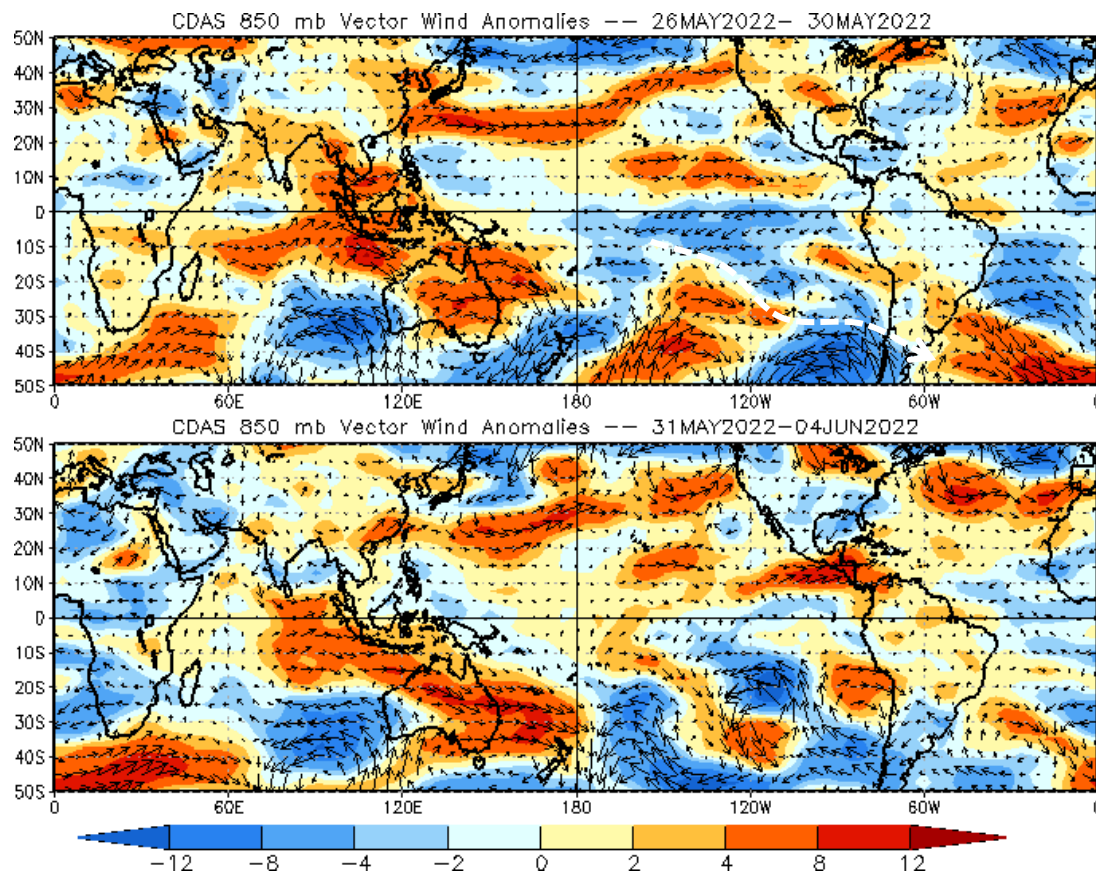 CDAS 850 mb Vector Wind Anomalies -- 26MAY2022- 30MAY2022
50N
40N
30N
20N
10N
0
10S
20S
30S
40S
50S
0 60E 120E 180 120W 60W 0
CDAS 850 mb Vector Wind Anomalies -- 31MAY2022-04JUN2022
50N
40N
30N
20N
10N
0
10S
20S
30S
40S
50S
0 60E 120E 180 120W 60W 0
-12 -8 -4 -2 0 2 4 8 12